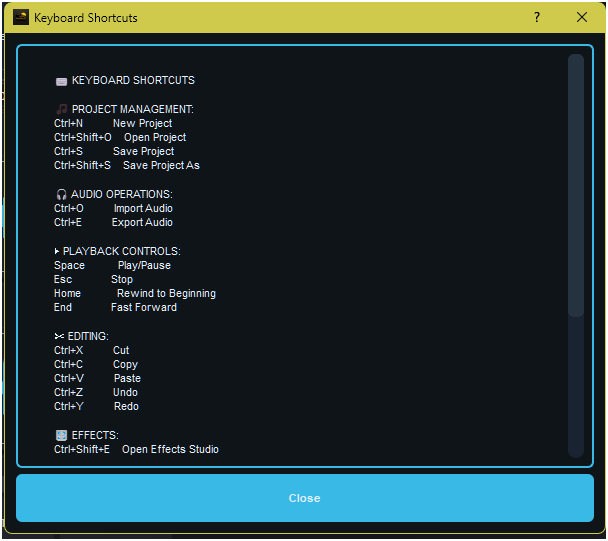 Keyboard Shortcuts
?
KEYBOARD SHORTCUTS
PROJECT MANAGEMENT:
Ctrl+N New Project
Ctrl+Shift+O Open Project
Ctrl+S Save Project
Ctrl+Shift+S Save Project As
AUDIO OPERATIONS:
Ctrl+O Import Audio
Ctrl+E Export Audio
PLAYBACK CONTROLS:
Space Play/Pause
Esc Stop
Home Rewind to Beginning
End Fast Forward
EDITING:
Ctrl+X Cut
Ctrl+C Copy
Ctrl+V Paste
Ctrl+Z Undo
Ctrl+Y Redo
EFFECTS:
Ctrl+Shift+E Open Effects Studio
Close